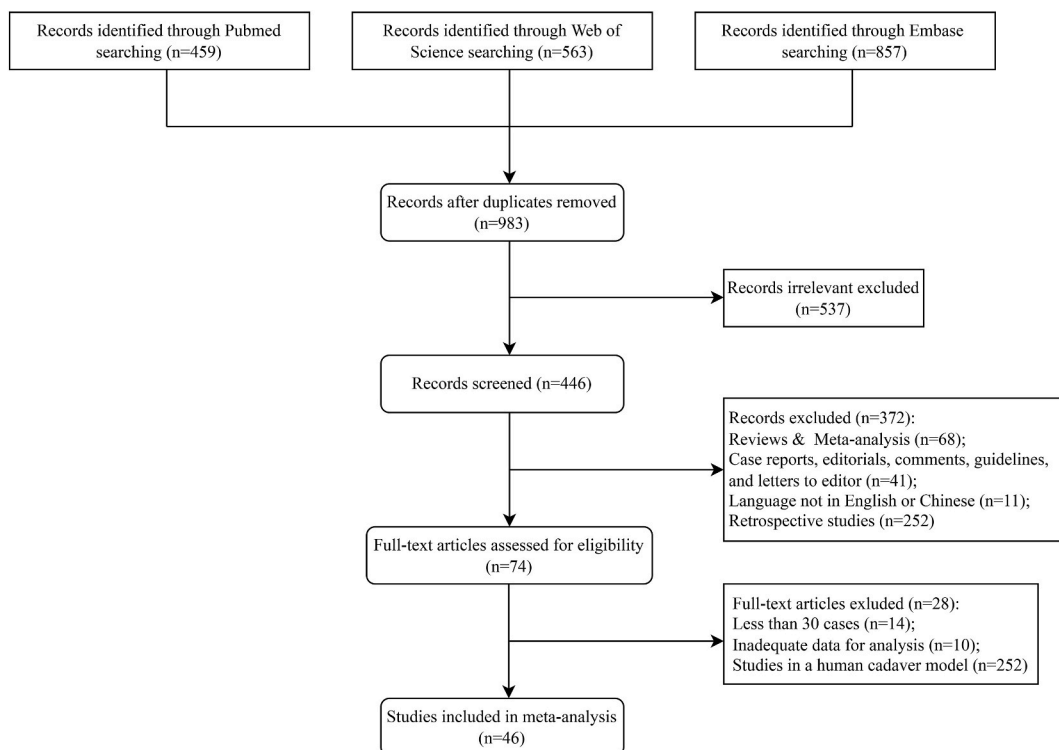 Records identified through Pubmed
searching (n=459)
Records identified through Web of
Science searching (n=563)
Records identified through Embase
searching (n=857)
Records after duplicates removed
(n=983)
Records irrelevant excluded
(n=537)
Records screened (n=446)
Records excluded (n=372):
Reviews & Meta-analysis (n=68);
Case reports, editorials, comments, guidelines,
and letters to editor (n=41);
Language not in English or Chinese (n=11);
Retrospective studies (n=252)
Full-text articles assessed for eligibility
(n=74)
Full-text articles exluded (n=28):
Less than 30 cases (n=14);
Inadequate data for analysis (n=10);
Studies in a human cadaver model (n=252)
Studies included in meta-analysis
(n=46)